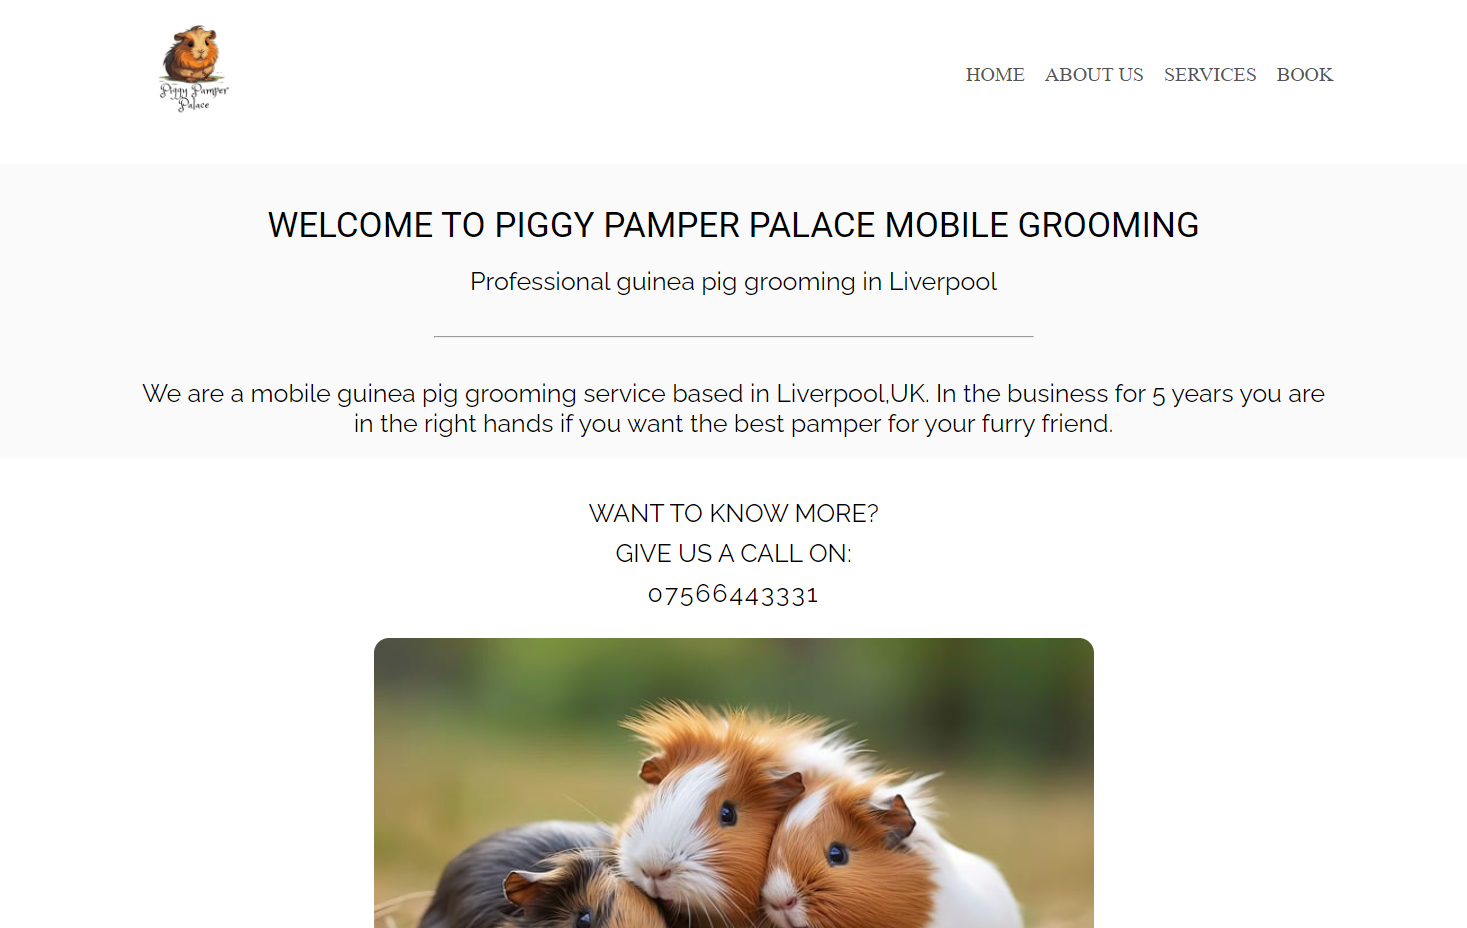 Piggy Pamper
Palace
HOME ABOUT US SERVICES BOOK
WELCOME TO PIGGY PAMPER PALACE MOBILE GROOMING
Professional guinea pig grooming in Liverpool
We are a mobile guinea pig grooming service based in Liverpool,UK. In the business for 5 years you are
in the right hands if you want the best pamper for your furry friend.
WANT TO KNOW MORE?
GIVE US A CALL ON:
07566443331